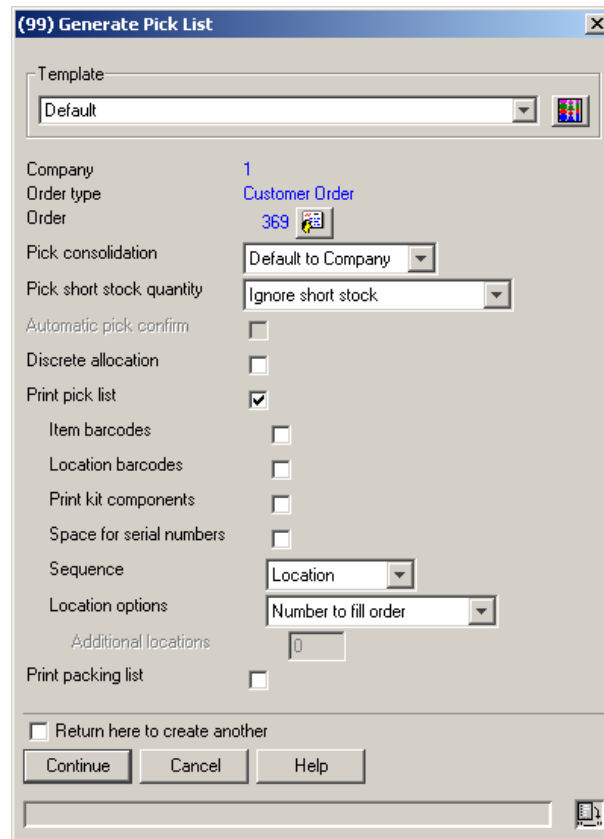 (99) Generate Pick List
Template
Default
Company 1
Order type Customer Order
Order 369
Pick consolidation Default to Company
Pick short stock quantity Ignore short stock
Automatic pick confirm
Discrete allocation
Print pick list
Item barcodes
Location barcodes
Print kit components
Space for serial numbers
Sequence Location
Location options Number to fill order
Additional locations 0
Print packing list
Return here to create another
Continue Cancel Help